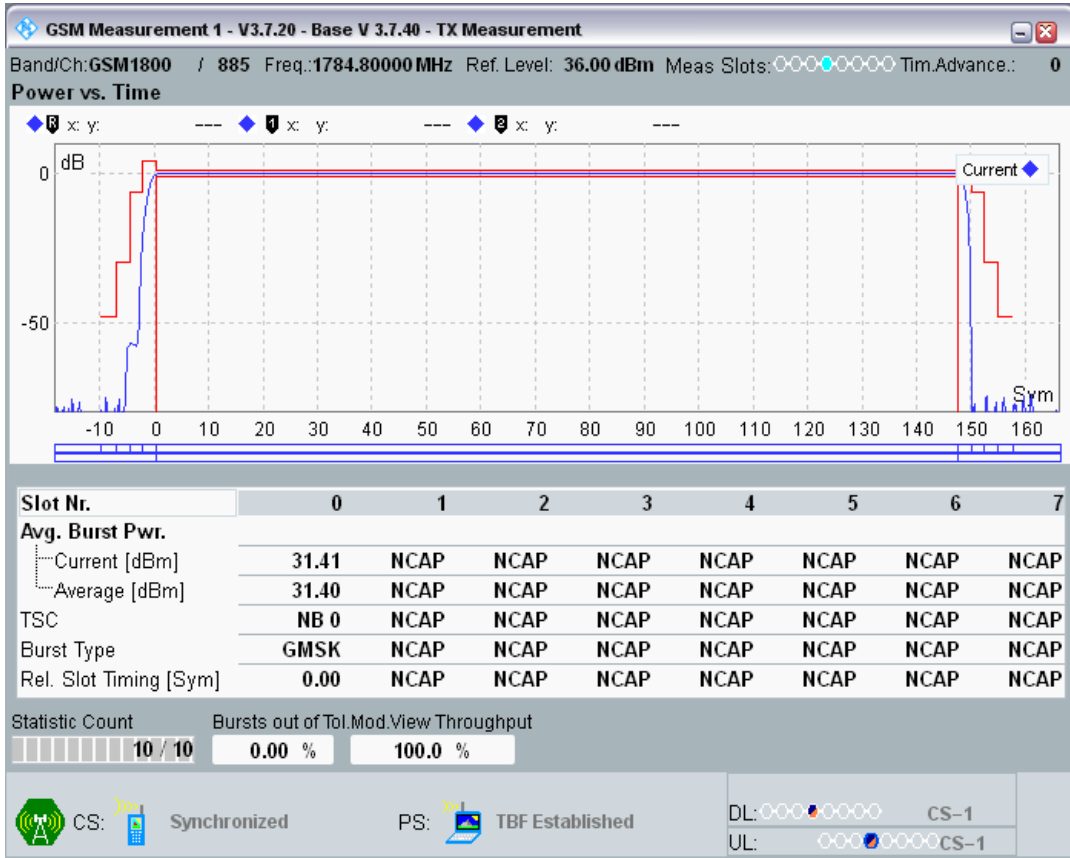 GSM Measurement 1 - V3.7.20 - Base V 3.7.40 - TX Measurement
Band/Ch:GSM1800 / 885 Freq.:1784.80000 MHz Ref. Level: 36.00 dBm Meas Slots: Tim.Advance.: 0
Power vs. Time
R x: y: --- 1 x: y: --- 2 x: y: ---
dB
Current
0
-50
Sym
-10 0 10 20 30 40 50 60 70 80 90 100 110 120 130 140 150 160
Slot Nr. 0 1 2 3 4 5 6 7
Avg. Burst Pwr.
Current [dBm] 31.41 NCAP NCAP NCAP NCAP NCAP NCAP NCAP
Average [dBm] 31.40 NCAP NCAP NCAP NCAP NCAP NCAP NCAP
TSC NB 0 NCAP NCAP NCAP NCAP NCAP NCAP NCAP
Burst Type GMSK NCAP NCAP NCAP NCAP NCAP NCAP NCAP
Rel. Slot Timing [Sym] 0.00 NCAP NCAP NCAP NCAP NCAP NCAP NCAP
Statistic Count Bursts out of Tol.Mod.View Throughput
10 / 10 0.00 % 100.0 %
CS: Synchronized PS: TBF Established
DL: CS-1
UL: CS-1